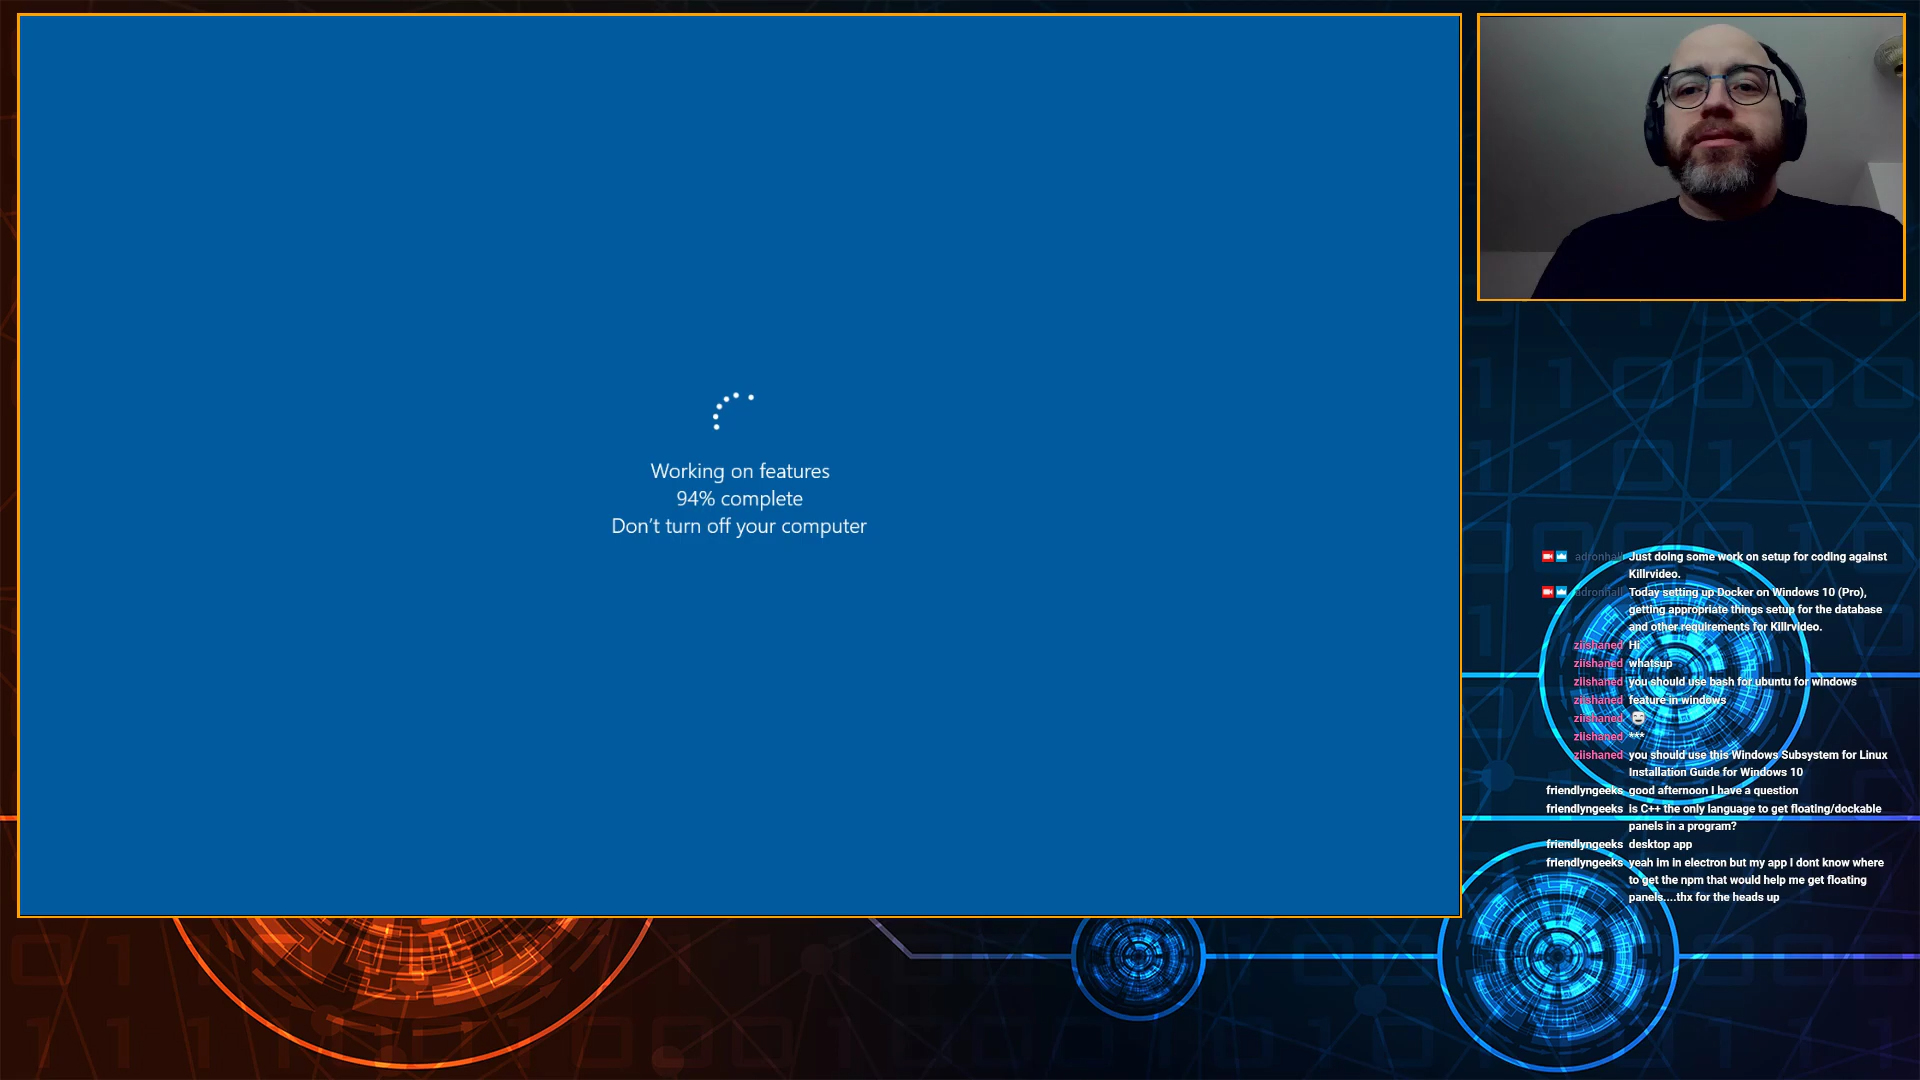 Working on features
94% complete
Don't turn off your computer
adronhall Just doing some work on setup for coding against
Killrvideo.
adronhall Today setting up Docker on Windows 10 (Pro),
getting appropriate things setup for the database
and other requirements for Killrvideo.
ziishaned Hi
ziishaned whatsup
ziishaned you should use bash for ubuntu for windows
ziishaned feature in windows
ziishaned
ziishaned ***
ziishaned you should use this Windows Subsystem for Linux
Installation Guide for Windows 10
friendlyngeeks good afternoon I have a question
friendlyngeeks is C++ the only language to get floating/dockable
panels in a program?
friendlyngeeks desktop app
friendlyngeeks yeah Im in electron but my app I dont know where
to get the npm that would help me get floating
panels....thx for the heads up